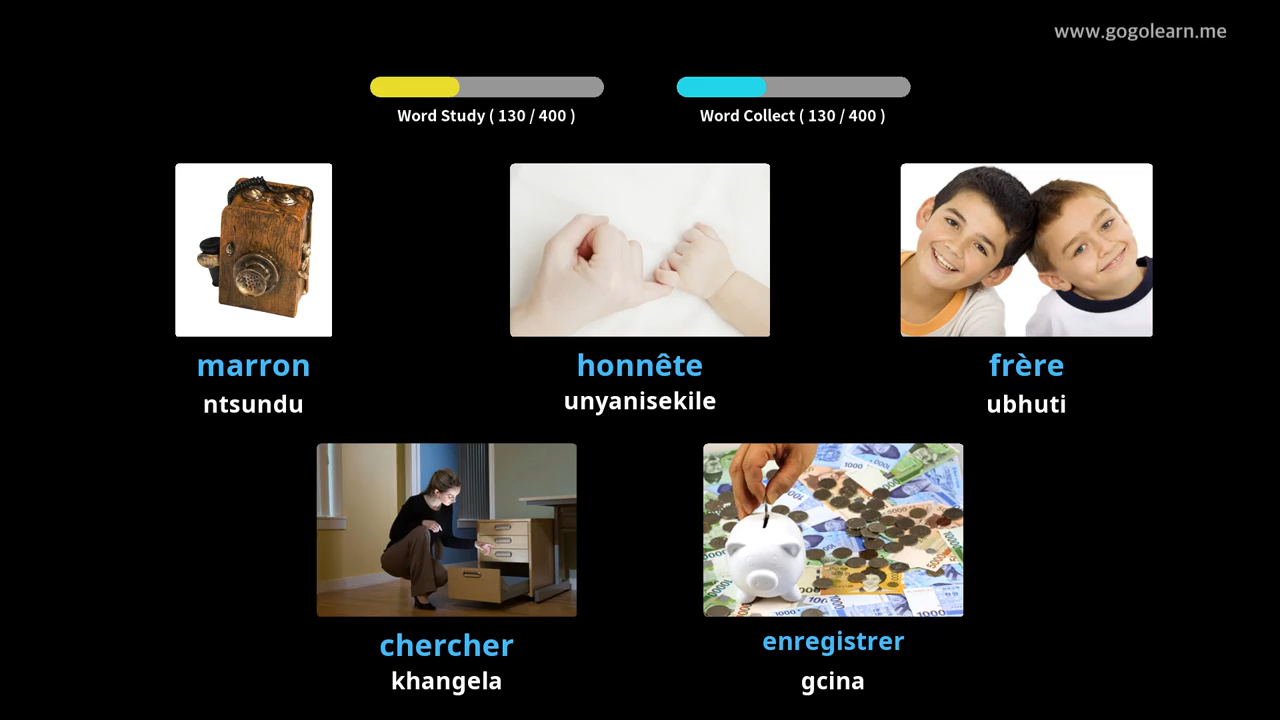 www.gogolearn.me
Word Study ( 130 / 400 )
Word Collect ( 130 / 400 )
marron
ntsundu
honnête
unyanisekile
frère
ubhuti
chercher
khangela
enregistrer
gcina